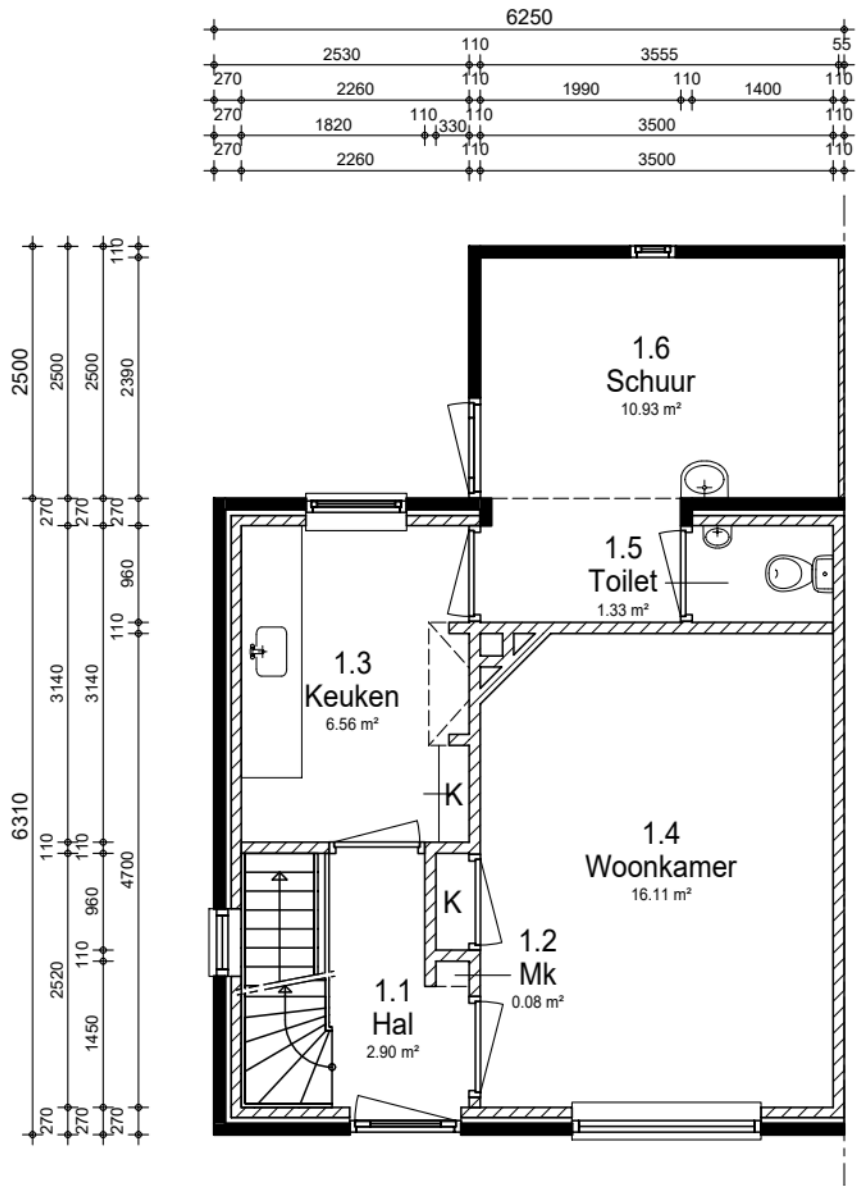 6250
2530 110 3555 55
270 2260 110 1990 110 1400 110
270 1820 110 330 110 3500 110
270 2260 110 3500 110
2500 6310
2500 270 3140 110 2520 270
2500 270 3140 110 960 110 1450 270
110 2390 270 960 110 4700 270
1.6
Schuur
10.93 m²
1.5
Toilet
1.33 m²
1.3
Keuken
6.56 m²
K
1.4
Woonkamer
16.11 m²
K
1.2
Mk
0.08 m²
1.1
Hal
2.90 m²